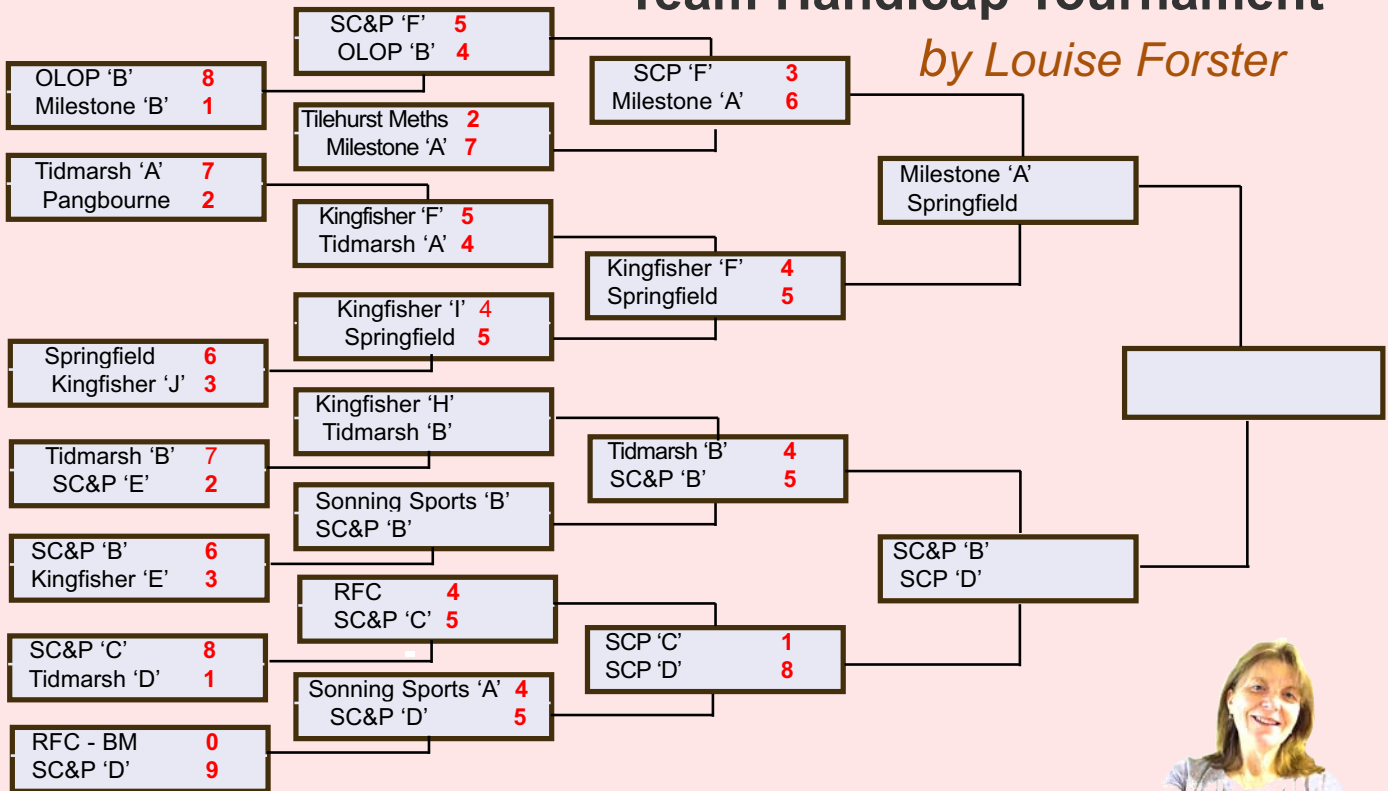 Team Handicap Tournament
by Louise Forster
OLOP ‘B’ 8
Milestone ‘B’ 1
Tidmarsh ‘A’ 7
Pangbourne 2
Springfield 6
Kingfisher ‘J’ 3
Tidmarsh ‘B’ 7
SC&P ‘E’ 2
SC&P ‘B’ 6
Kingfisher ‘E’ 3
SC&P ‘C’ 8
Tidmarsh ‘D’ 1
RFC - BM 0
SC&P ‘D’ 9
SC&P ‘F’ 5
OLOP ‘B’ 4
Tilehurst Meths 2
Milestone ‘A’ 7
Kingfisher ‘F’ 5
Tidmarsh ‘A’ 4
Kingfisher ‘I’ 4
Springfield 5
Kingfisher ‘H’
Tidmarsh ‘B’
Sonning Sports ‘B’
SC&P ‘B’
RFC 4
SC&P ‘C’ 5
Sonning Sports ‘A’ 4
SC&P ‘D’ 5
SCP ‘F’ 3
Milestone ‘A’ 6
Kingfisher ‘F’ 4
Springfield 5
Tidmarsh ‘B’ 4
SC&P ‘B’ 5
SCP ‘C’ 1
SCP ‘D’ 8
Milestone ‘A’
Springfield
SC&P ‘B’
SCP ‘D’